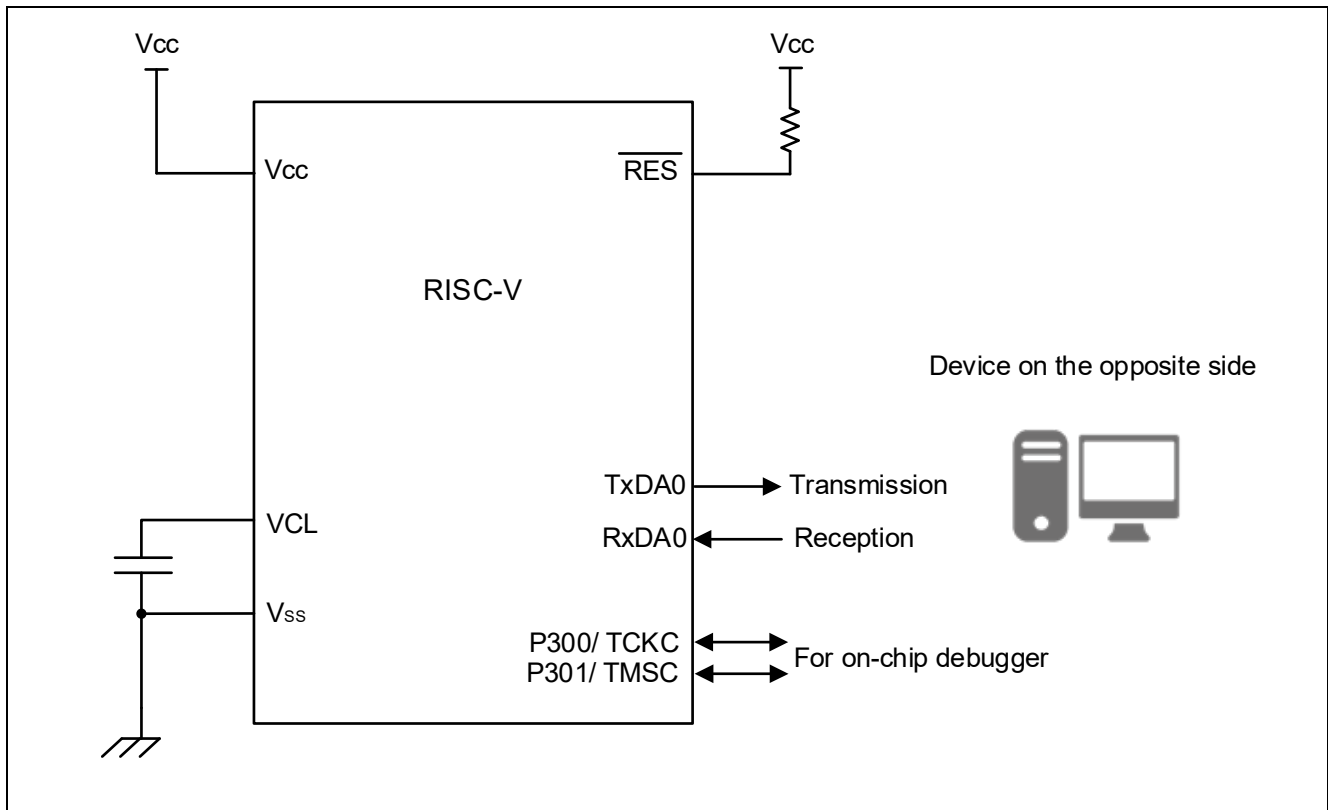 Vcc
Vcc
Vcc
RES
RISC-V
Device on the opposite side
TxDA0
Transmission
VCL
RxDA0
Reception
Vss
P300/ TCKC
P301/ TMSC
For on-chip debugger